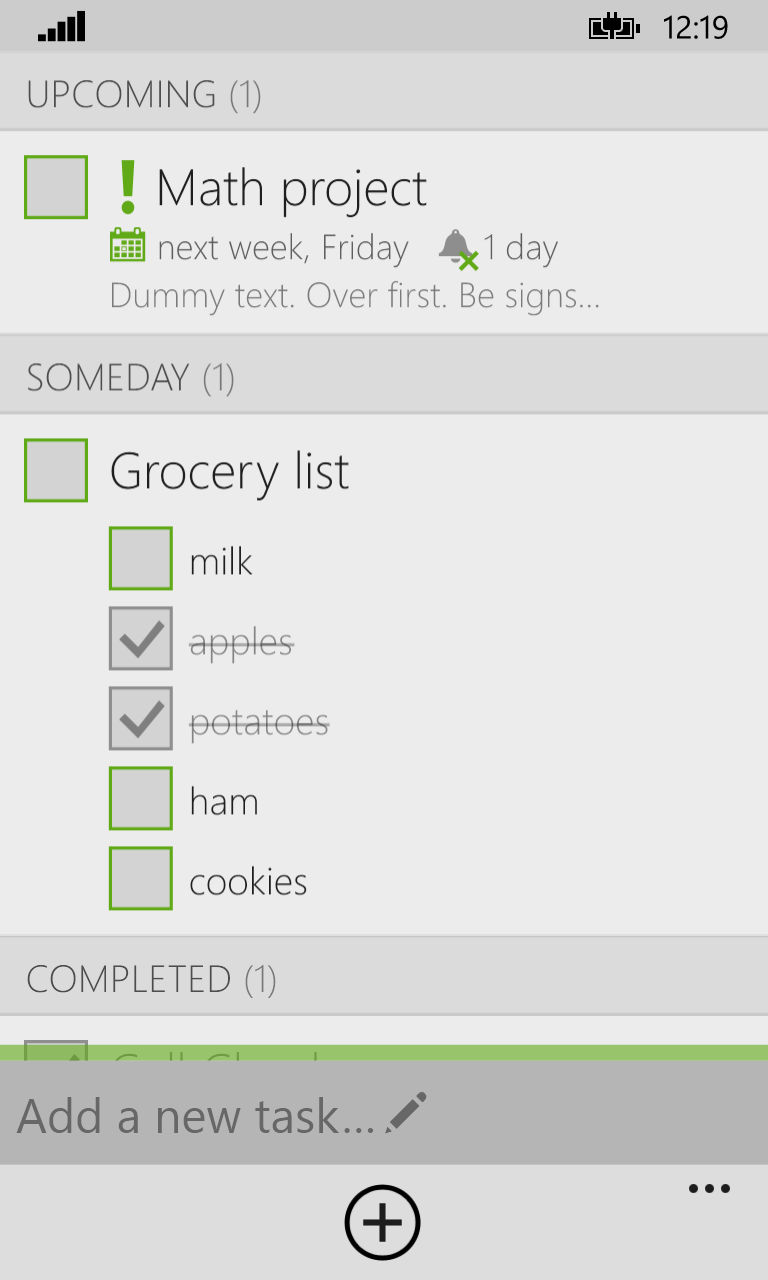 12:19
UPCOMING (1)
Math project
next week, Friday 1 day
Dummy text. Over first. Be signs...
SOMEDAY (1)
Grocery list
milk
apples
potatoes
ham
cookies
COMPLETED (1)
Add a new task...